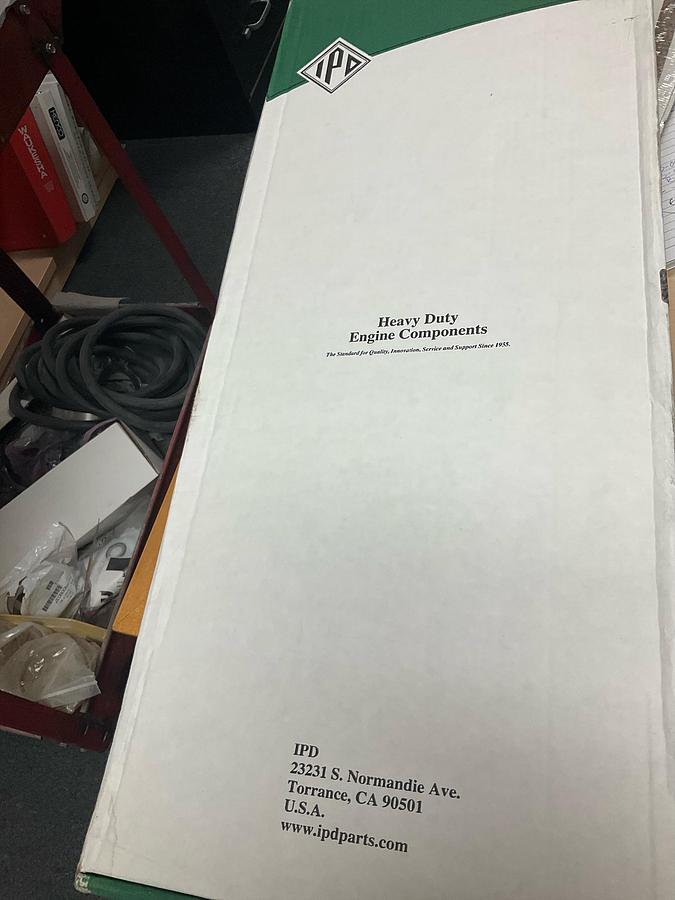 IPD
Heavy Duty
Engine Components
The Standard for Quality, Innovation, Service and Support Since 1955.
IPD
23231 S. Normandie Ave.
Torrance, CA 90501
U.S.A.
www.ipdparts.com